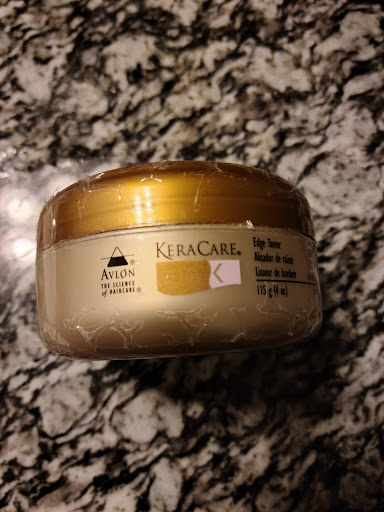 AVLON
THE SCIENCE
of HAIRCARE®
KERACARE®
K
Edge Tamer
Alisador de raíces
Lisseur de bordure
115 g (4 oz)